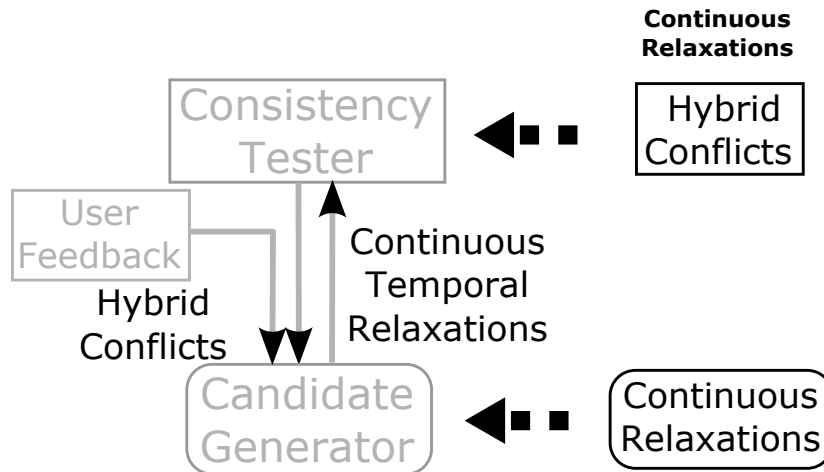 Continuous
Relaxations
Consistency
Tester
Hybrid
Conflicts
User
Feedback
Continuous
Temporal
Relaxations
Hybrid
Conflicts
Candidate
Generator
Continuous
Relaxations